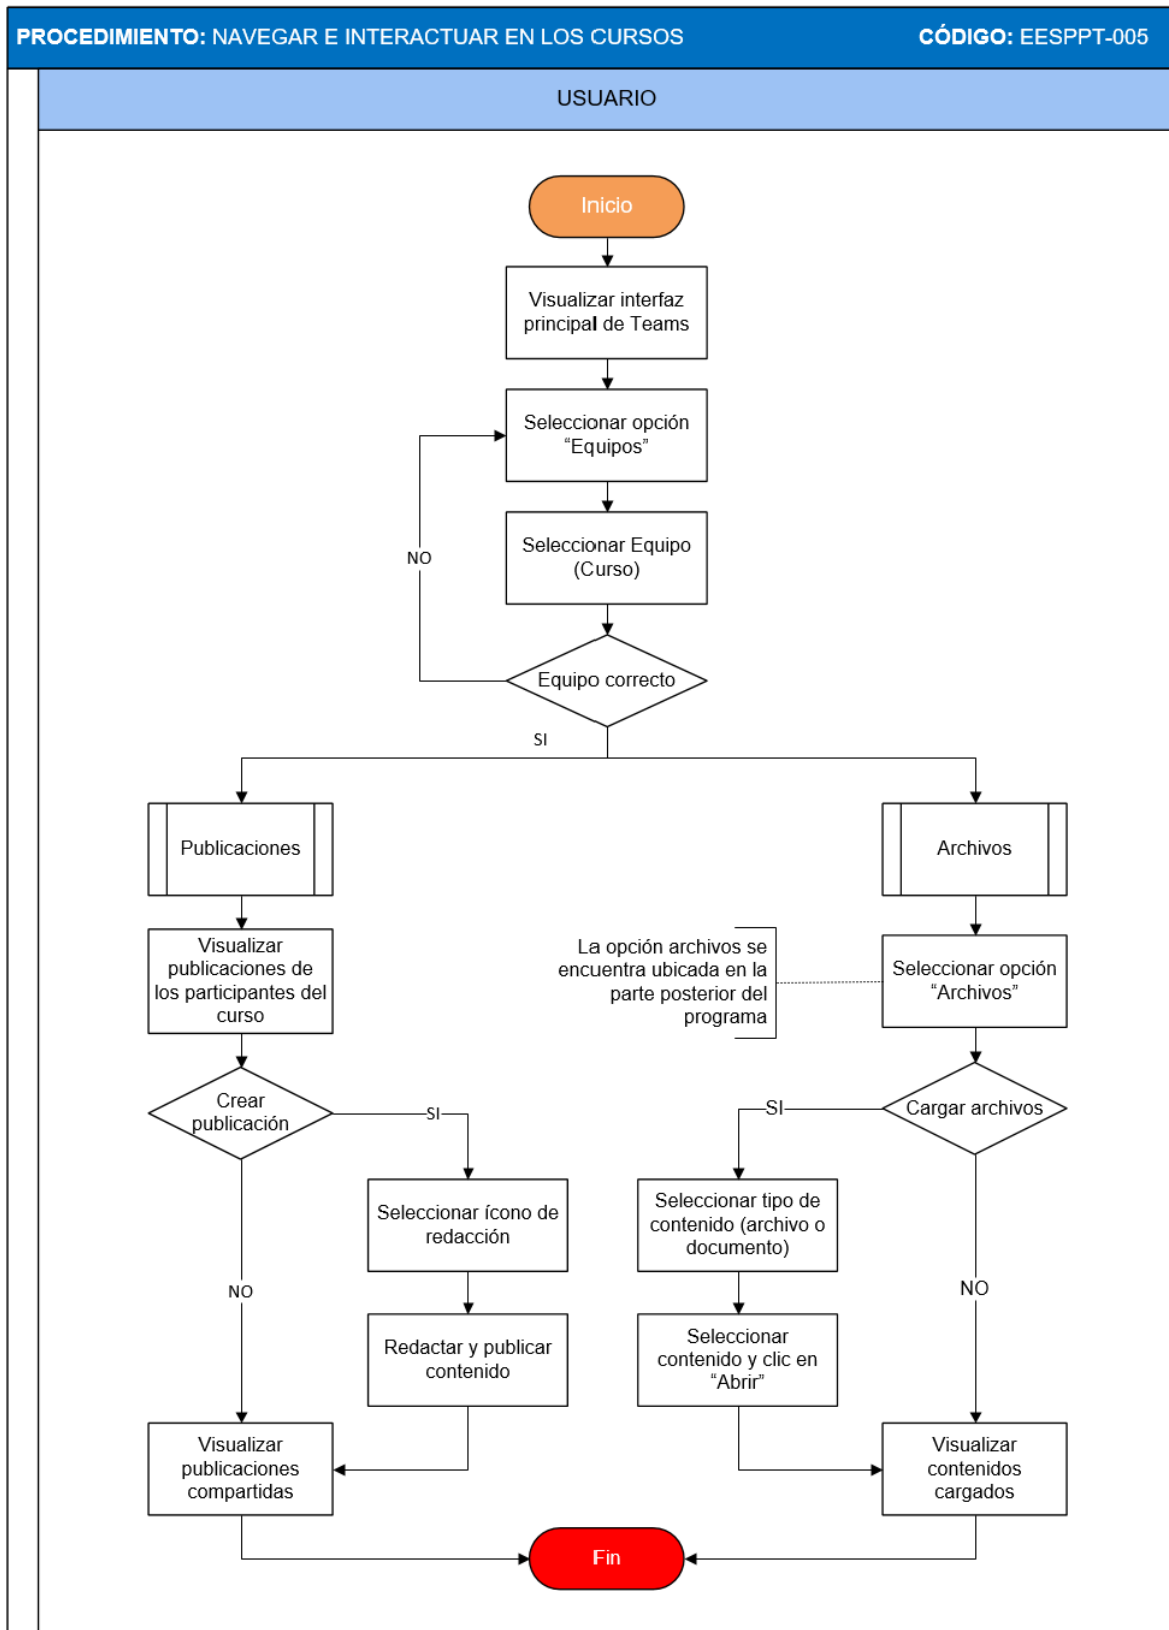 PROCEDIMIENTO: NAVEGAR E INTERACTUAR EN LOS CURSOS CÓDIGO: EESPPT-005
USUARIO
Inicio
Visualizar interfaz
principal de Teams
Seleccionar opción
“Equipos”
Seleccionar Equipo
(Curso)
NO
Equipo correcto
SI
Publicaciones
Archivos
Visualizar
publicaciones de
los participantes del
curso
La opción archivos se
encuentra ubicada en la
parte posterior del
programa
Seleccionar opción
“Archivos”
Crear
publicación
SI
SI
Cargar archivos
Seleccionar ícono de
redacción
Seleccionar tipo de
contenido (archivo o
documento)
NO
NO
Redactar y publicar
contenido
Seleccionar
contenido y clic en
“Abrir”
Visualizar
publicaciones
compartidas
Visualizar
contenidos
cargados
Fin